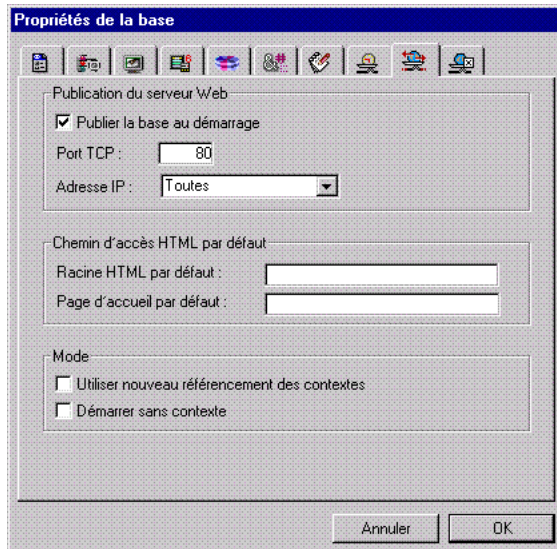 Propriétés de la base
Publication du serveur Web
Publier la base au démarrage
Port TCP : 80
Adresse IP : Toutes
Chemin d'accès HTML par défaut
Racine HTML par défaut :
Page d'accueil par défaut :
Mode
Utiliser nouveau référencement des contextes
Démarrer sans contexte
Annuler OK